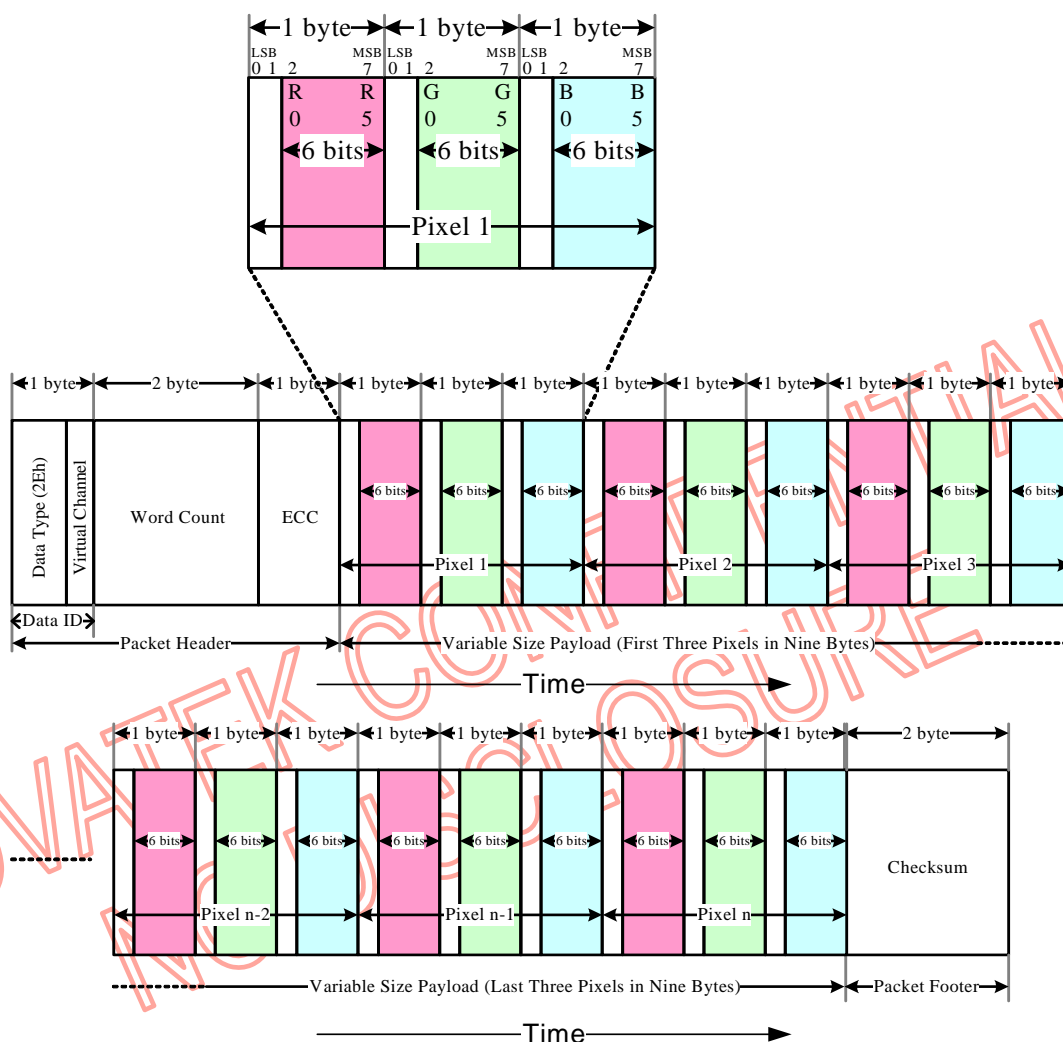 1 byte 1 byte 1 byte
LSB MSB LSB MSB LSB MSB
0 1 2 7 0 1 2 7 0 1 2 7
R R G G B B
0 5 0 5 0 5
6 bits 6 bits 6 bits
Pixel 1
1 byte 2 byte 1 byte 1 byte 1 byte 1 byte 1 byte 1 byte 1 byte 1 byte 1 byte 1 byte
Data Type (2Eh)
Virtual Channel
Word Count
ECC
6 bits 6 bits 6 bits 6 bits 6 bits 6 bits 6 bits 6 bits 6 bits
Pixel 1 Pixel 2 Pixel 3
Data ID
Packet Header
Variable Size Payload (First Three Pixels in Nine Bytes)
Time
1 byte 1 byte 1 byte 1 byte 1 byte 1 byte 1 byte 1 byte 1 byte 2 byte
6 bits 6 bits 6 bits 6 bits 6 bits 6 bits 6 bits 6 bits 6 bits
Checksum
Pixel n-2 Pixel n-1 Pixel n
Variable Size Payload (Last Three Pixels in Nine Bytes)
Packet Footer
Time